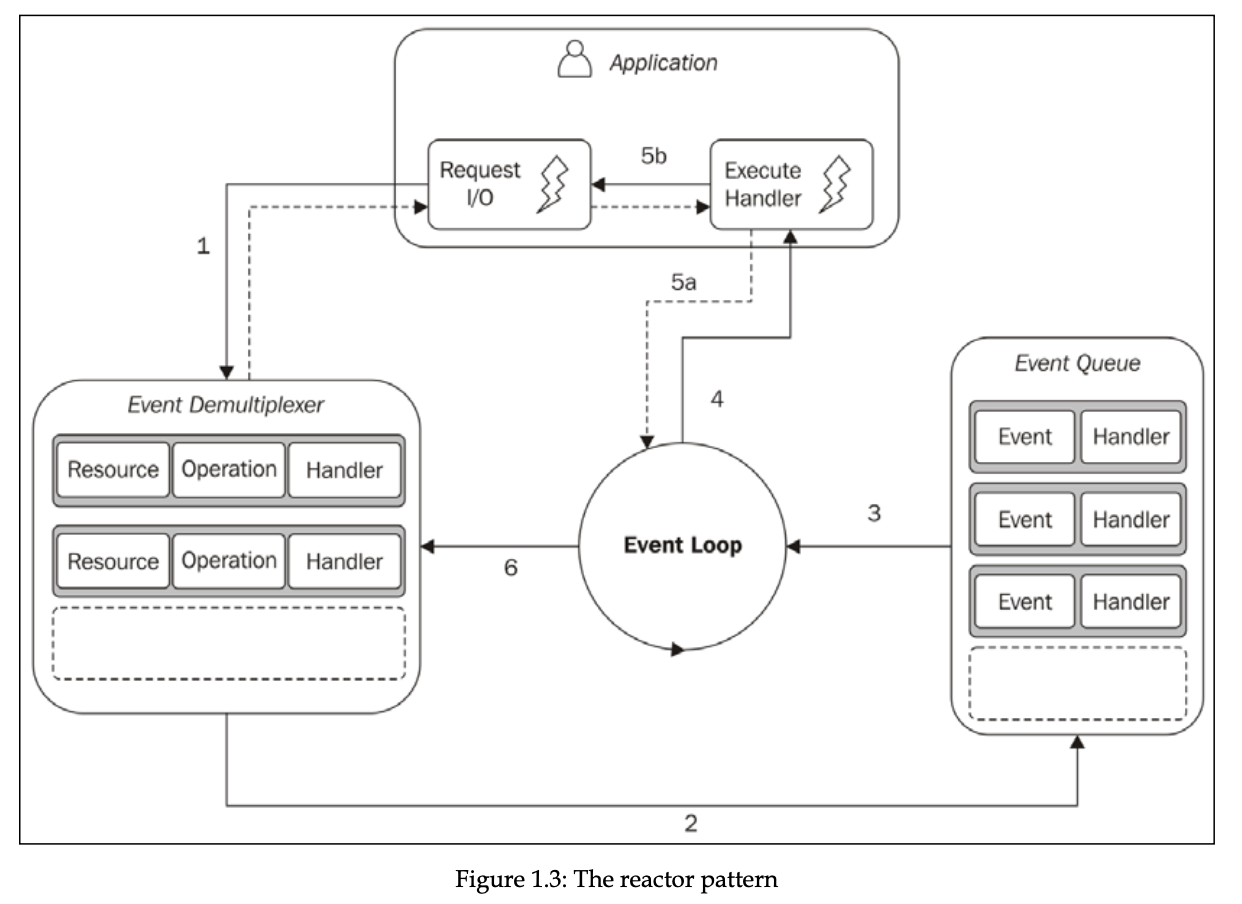 Application
Request
I/O
5b
Execute
Handler
1
5a
4
Event Demultiplexer
Resource Operation Handler
Resource Operation Handler
Event Loop
6
3
Event Queue
Event Handler
Event Handler
Event Handler
2
Figure 1.3: The reactor pattern